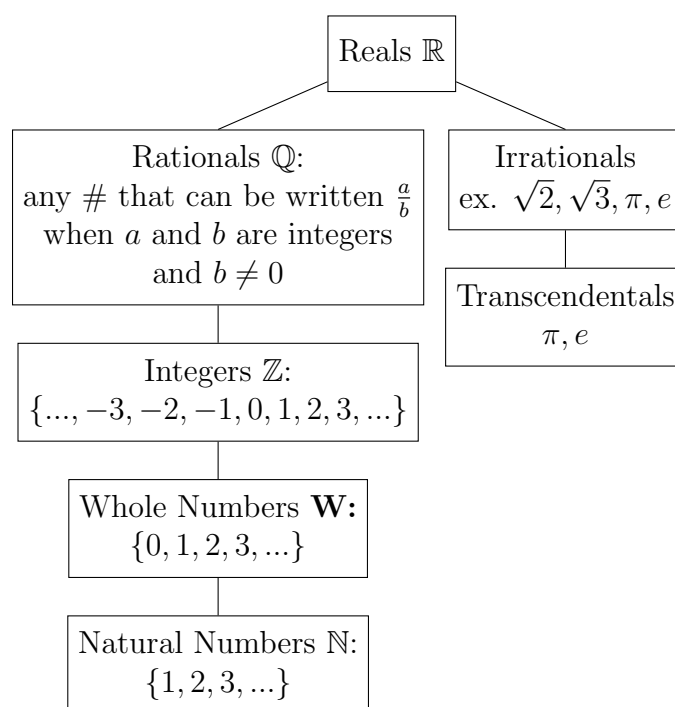 Reals ℝ
Rationals ℚ:
any # that can be written a/b
when a and b are integers
and b ≠ 0
Irrationals
ex. √2, √3, π, e
Transcendentals
π, e
Integers ℤ:
{..., −3, −2, −1, 0, 1, 2, 3, ...}
Whole Numbers W:
{0, 1, 2, 3, ...}
Natural Numbers ℕ:
{1, 2, 3, ...}